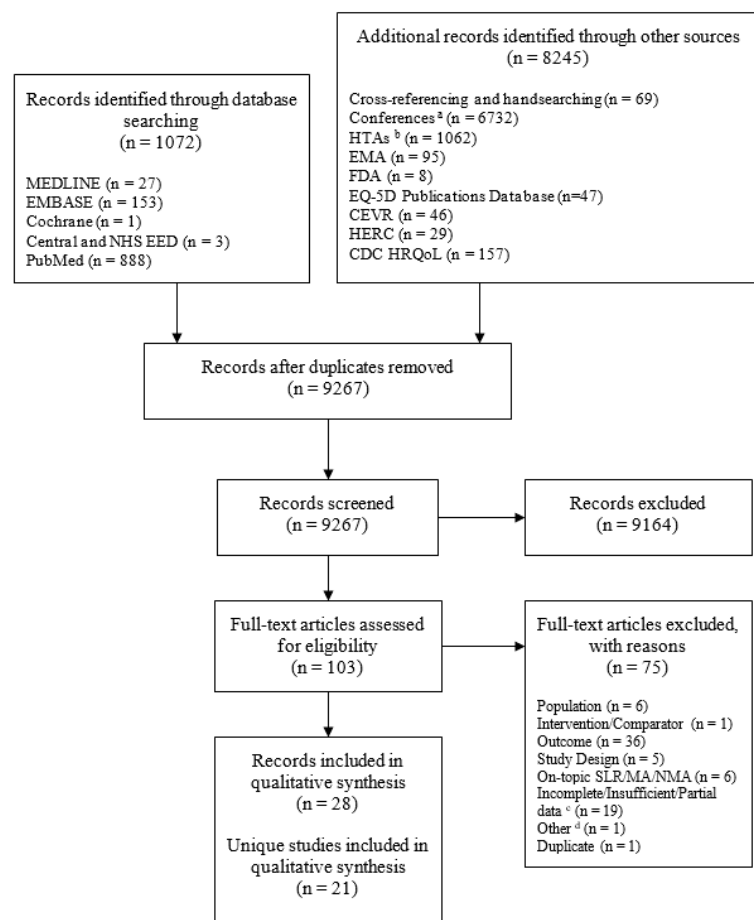 Records identified through database
searching
(n = 1072)
MEDLINE (n = 27)
EMBASE (n = 153)
Cochrane (n = 1)
Central and NHS EED (n = 3)
PubMed (n = 888)
Additional records identified through other sources
(n = 8245)
Cross-referencing and handsearching (n = 69)
Conferences ᵃ (n = 6732)
HTAs ᵇ (n = 1062)
EMA (n = 95)
FDA (n = 8)
EQ-5D Publications Database (n=47)
CEVR (n = 46)
HERC (n = 29)
CDC HRQoL (n = 157)
Records after duplicates removed
(n = 9267)
Records screened
(n = 9267)
Records excluded
(n = 9164)
Full-text articles assessed
for eligibility
(n = 103)
Full-text articles excluded,
with reasons
(n = 75)
Population (n = 6)
Intervention/Comparator (n = 1)
Outcome (n = 36)
Study Design (n = 5)
On-topic SLR/MA/NMA (n = 6)
Incomplete/Insufficient/Partial
data ᶜ (n = 19)
Other ᵈ (n = 1)
Duplicate (n = 1)
Records included in
qualitative synthesis
(n = 28)
Unique studies included in
qualitative synthesis
(n = 21)